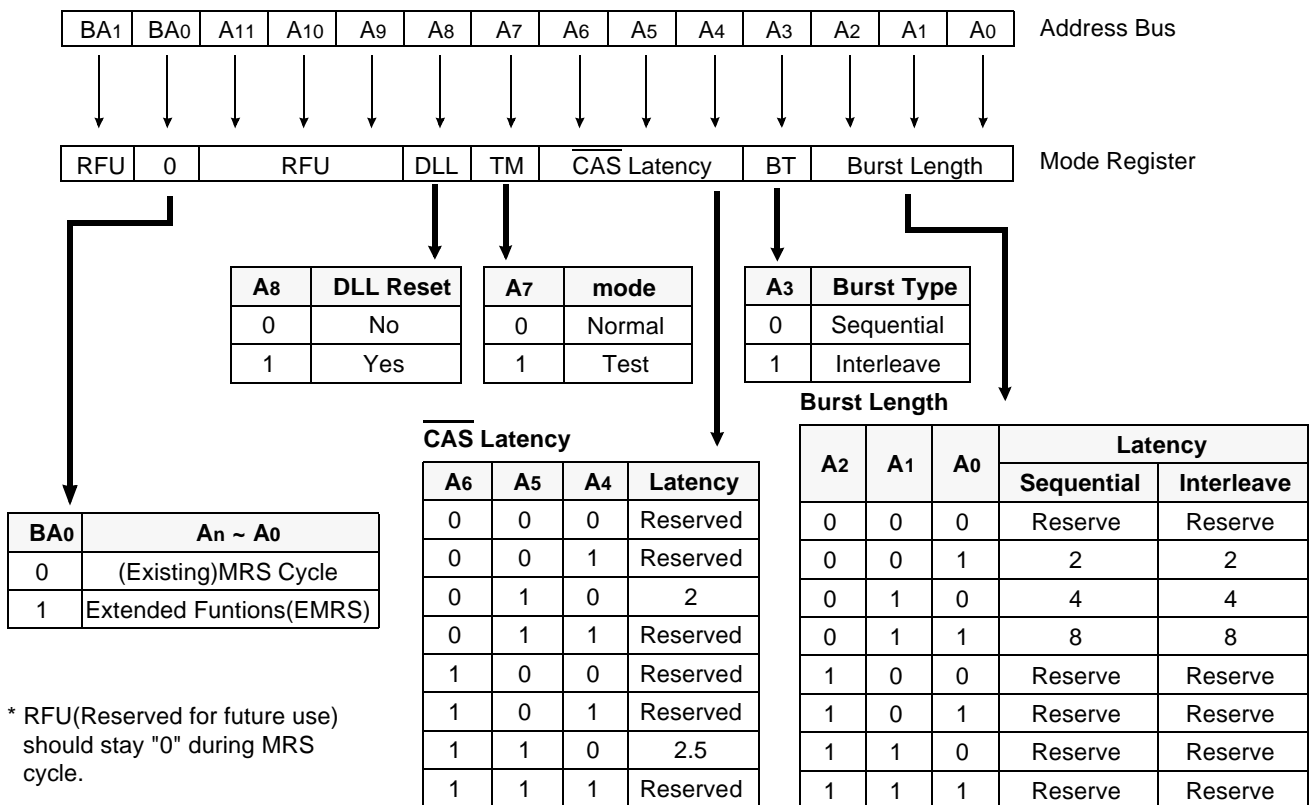 BA1 BA0 A11 A10 A9 A8 A7 A6 A5 A4 A3 A2 A1 A0 Address Bus
RFU 0 RFU DLL TM CAS Latency BT Burst Length Mode Register
A8 DLL Reset
0 No
1 Yes
A7 mode
0 Normal
1 Test
A3 Burst Type
0 Sequential
1 Interleave
BA0 An ~ A0
0 (Existing)MRS Cycle
1 Extended Funtions(EMRS)
* RFU(Reserved for future use)
should stay "0" during MRS
cycle.
CAS Latency
A6 A5 A4 Latency
0 0 0 Reserved
0 0 1 Reserved
0 1 0 2
0 1 1 Reserved
1 0 0 Reserved
1 0 1 Reserved
1 1 0 2.5
1 1 1 Reserved
Burst Length
A2 A1 A0 Latency
Sequential Interleave
0 0 0 Reserve Reserve
0 0 1 2 2
0 1 0 4 4
0 1 1 8 8
1 0 0 Reserve Reserve
1 0 1 Reserve Reserve
1 1 0 Reserve Reserve
1 1 1 Reserve Reserve